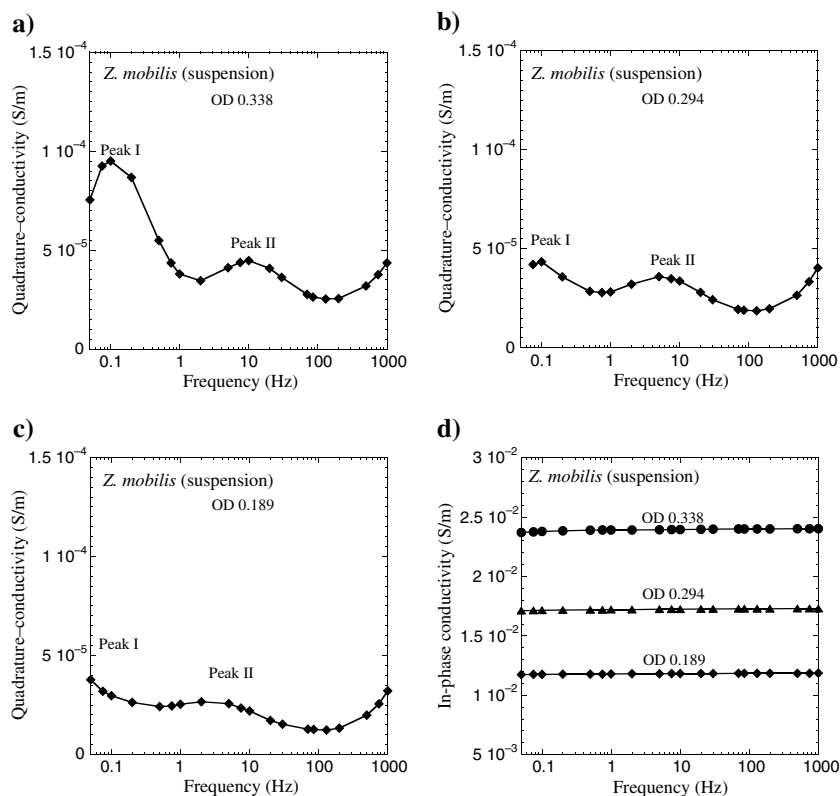 a)
1.5 10⁻⁴
1 10⁻⁴
5 10⁻⁵
0
Quadrature–conductivity (S/m)
Z. mobilis (suspension)
OD 0.338
Peak I
Peak II
0.1 1 10 100 1000
Frequency (Hz)
b)
1.5 10⁻⁴
1 10⁻⁴
5 10⁻⁵
0
Quadrature–conductivity (S/m)
Z. mobilis (suspension)
OD 0.294
Peak I
Peak II
0.1 1 10 100 1000
Frequency (Hz)
c)
1.5 10⁻⁴
1 10⁻⁴
5 10⁻⁵
0
Quadrature–conductivity (S/m)
Z. mobilis (suspension)
OD 0.189
Peak I
Peak II
0.1 1 10 100 1000
Frequency (Hz)
d)
3 10⁻²
2.5 10⁻²
2 10⁻²
1.5 10⁻²
1 10⁻²
5 10⁻³
In-phase conductivity (S/m)
Z. mobilis (suspension)
OD 0.338
OD 0.294
OD 0.189
0.1 1 10 100 1000
Frequency (Hz)